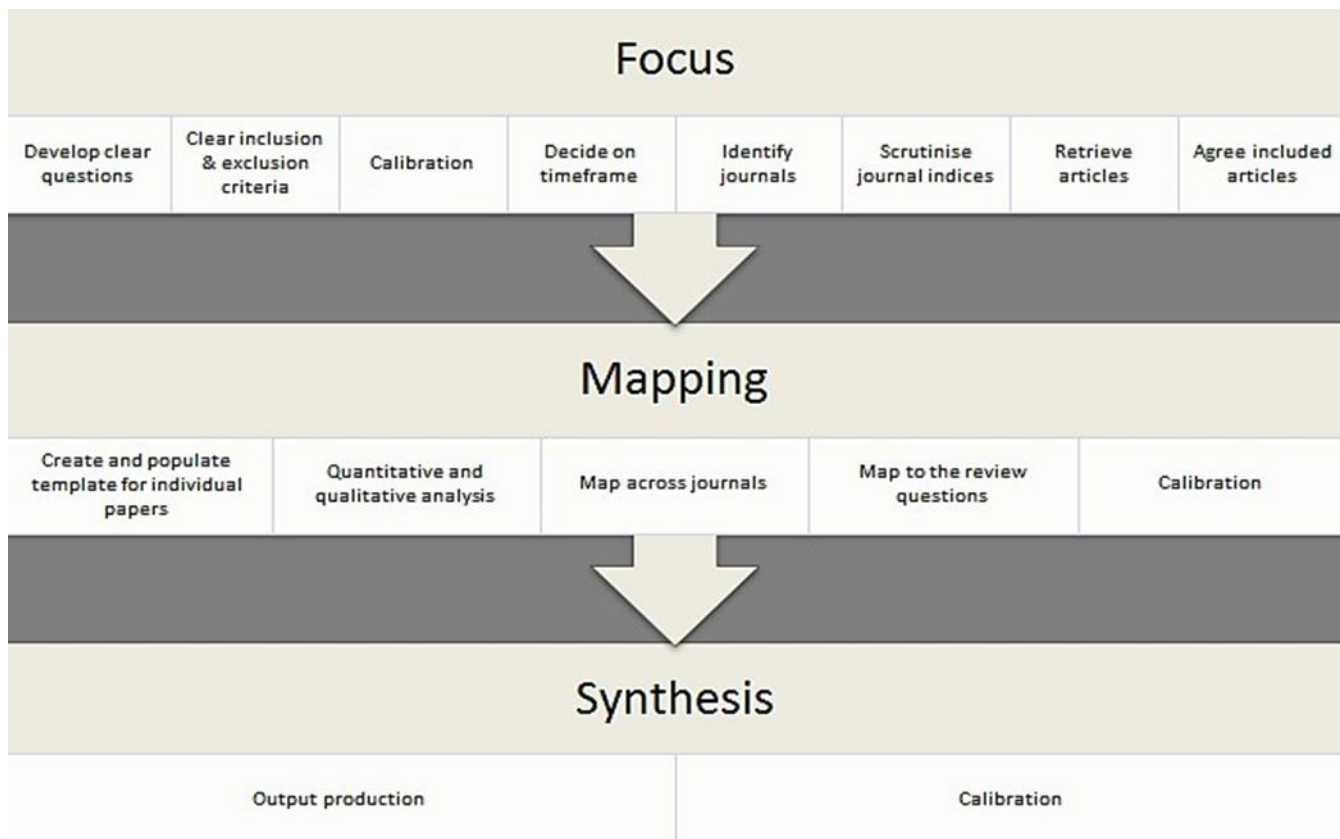 Focus
Develop clear
questions
Clear inclusion
& exclusion
criteria
Calibration
Decide on
timeframe
Identify
journals
Scrutinise
journal indices
Retrieve
articles
Agree included
articles
Mapping
Create and populate
template for individual
papers
Quantitative and
qualitative analysis
Map across journals
Map to the review
questions
Calibration
Synthesis
Output production
Calibration